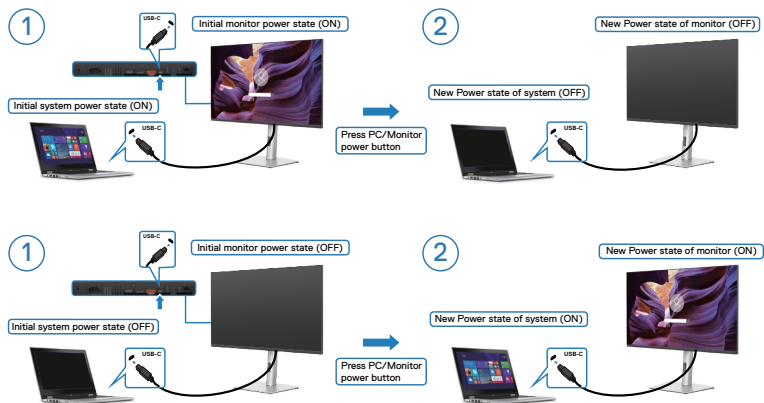 1
USB-C
Initial monitor power state (ON)
2
New Power state of monitor (OFF)
Initial system power state (ON)
USB-C
Press PC/Monitor
power button
New Power state of system (OFF)
USB-C
1
USB-C
Initial monitor power state (OFF)
2
New Power state of monitor (ON)
Initial system power state (OFF)
USB-C
Press PC/Monitor
power button
New Power state of system (ON)
USB-C